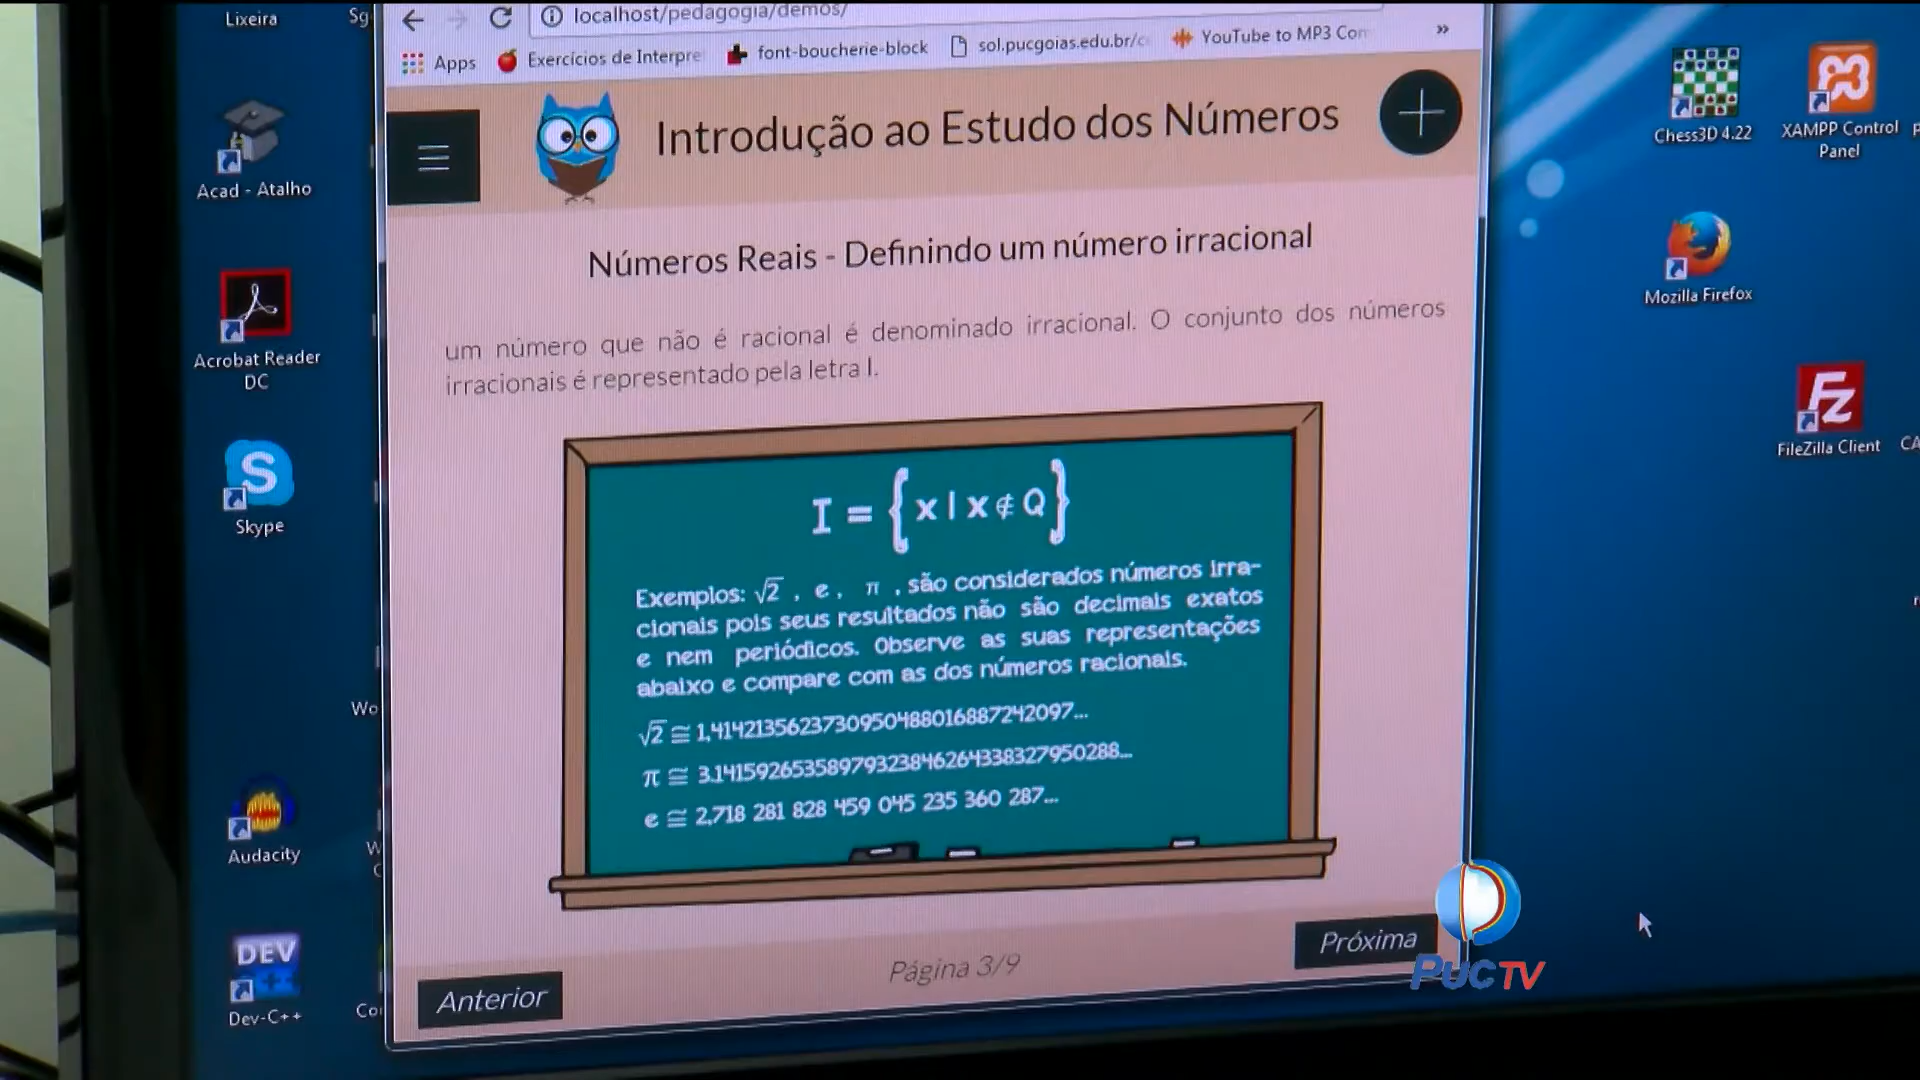 Lixeira
localhost/pedagogia/demos/
Apps
Exercícios de Interpre
font-boucherie-block
sol.pucgoias.edu.br/c
YouTube to MP3 Con
»
Introdução ao Estudo dos Números
Números Reais - Definindo um número irracional
um número que não é racional é denominado irracional. O conjunto dos números
irracionais é representado pela letra I.
I = {x | x ∉ Q}
Exemplos: √2 , e , π , são considerados números irra-
cionais pois seus resultados não são decimais exatos
e nem periódicos. Observe as suas representações
abaixo e compare com as dos números racionais.
√2 ≅ 1,4142135623730950488016887242097...
π ≅ 3.14159265358979323846264338327950288...
e ≅ 2,718 281 828 459 045 235 360 287...
Anterior
Página 3/9
Próxima
Acad - Atalho
Acrobat Reader
DC
Skype
Audacity
DEV
Dev-C++
Chess3D 4.22
XAMPP Control
Panel
Mozilla Firefox
Fz
FileZilla Client
PUC TV